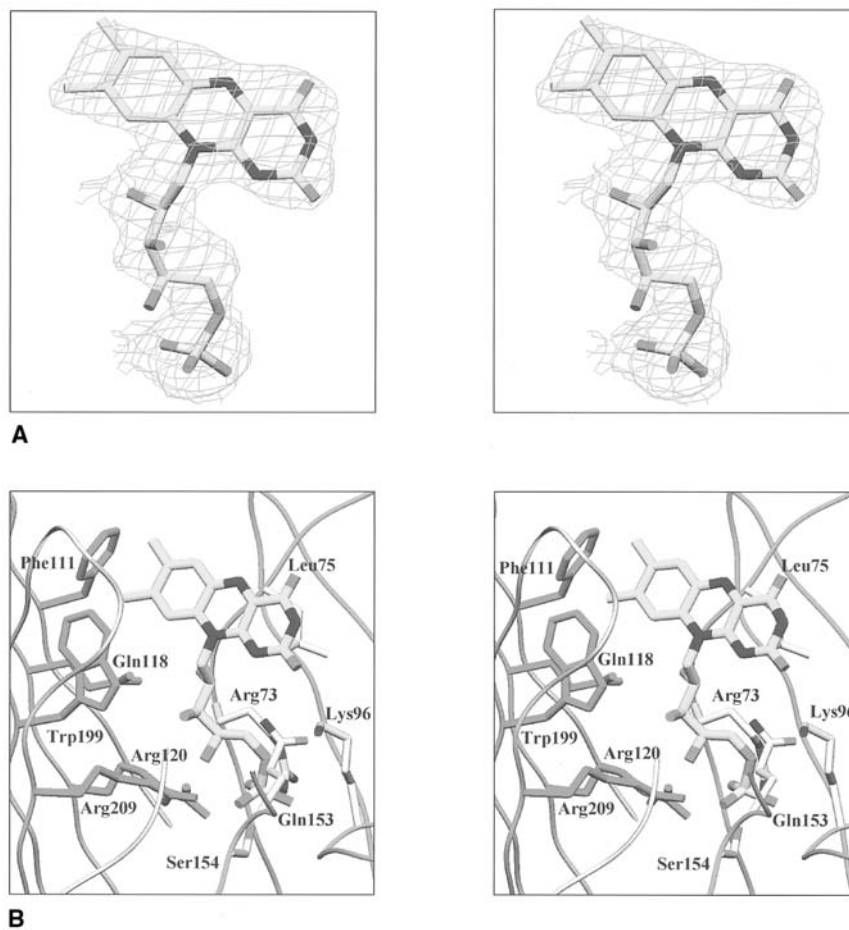 A
Phe111
Leu75
Gln118
Arg73
Lys96
Trp199
Arg120
Arg209
Gln153
Ser154
Phe111
Leu75
Gln118
Arg73
Lys96
Trp199
Arg120
Arg209
Gln153
Ser154
B